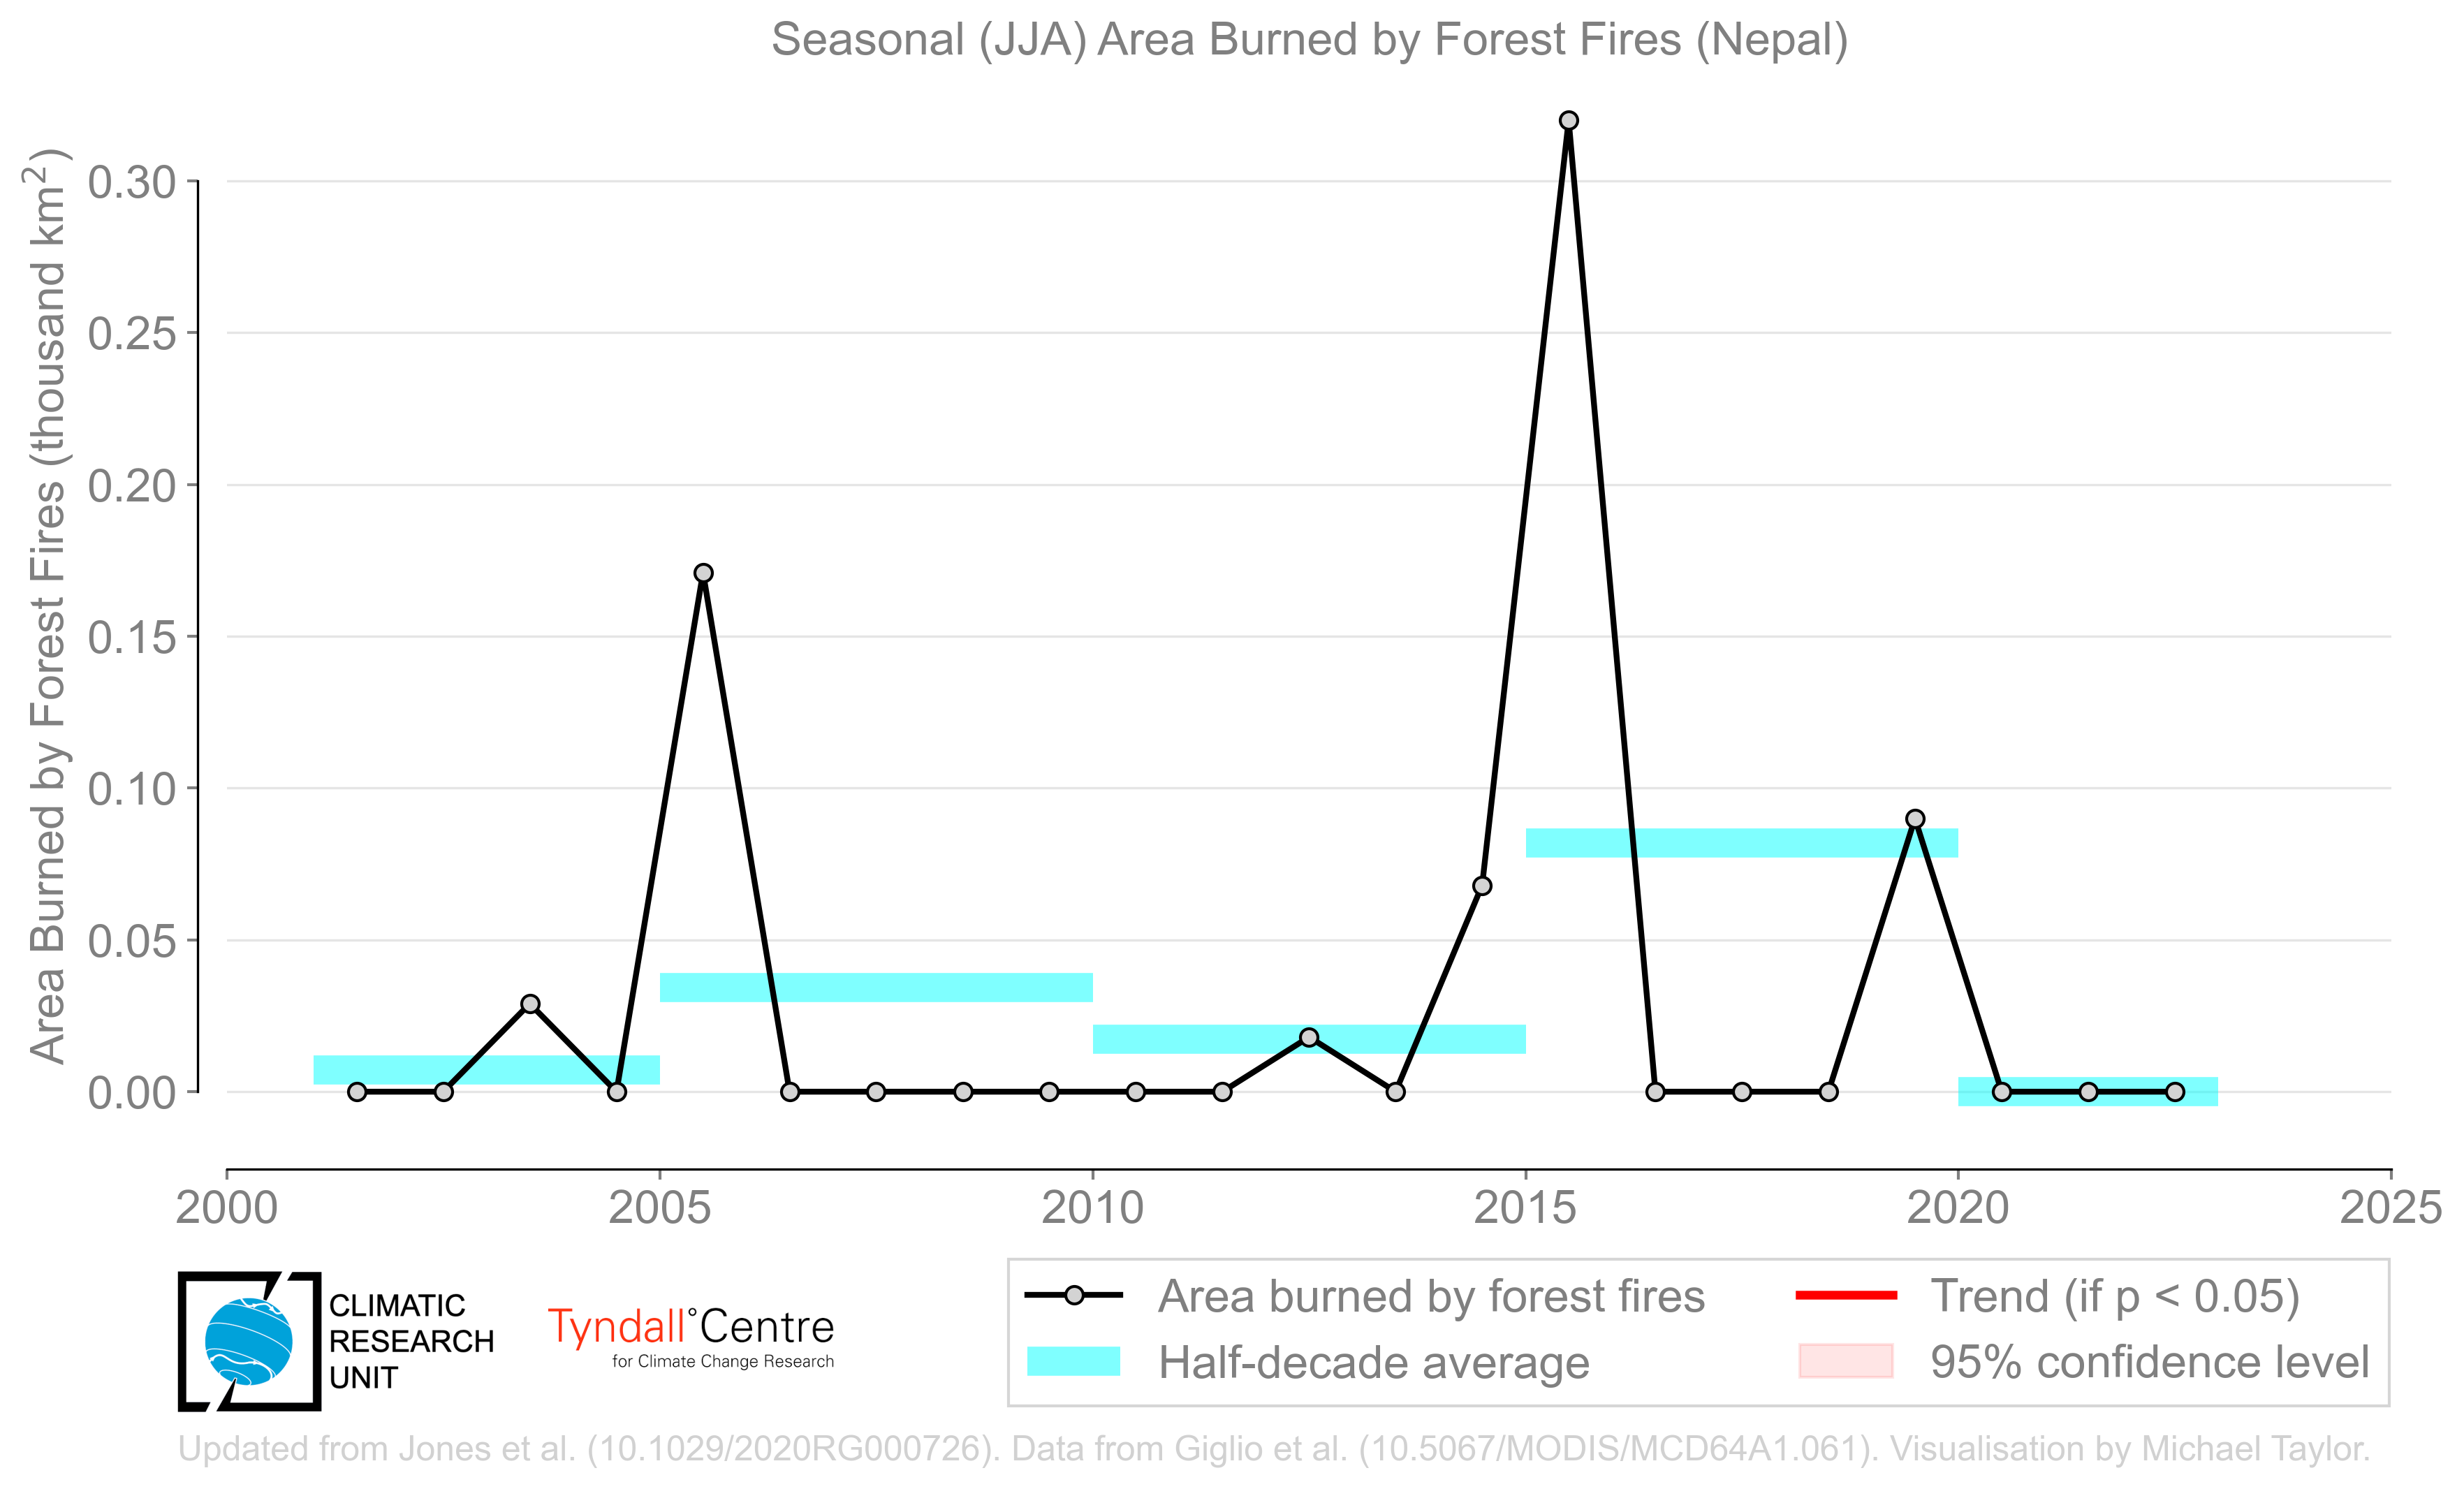 Seasonal (JJA) Area Burned by Forest Fires (Nepal)
Area Burned by Forest Fires (thousand km²)
0.30
0.25
0.20
0.15
0.10
0.05
0.00
2000 2005 2010 2015 2020 2025
CLIMATIC
RESEARCH
UNIT
Tyndall°Centre
for Climate Change Research
Area burned by forest fires
Half-decade average
Trend (if p < 0.05)
95% confidence level
Updated from Jones et al. (10.1029/2020RG000726). Data from Giglio et al. (10.5067/MODIS/MCD64A1.061). Visualisation by Michael Taylor.